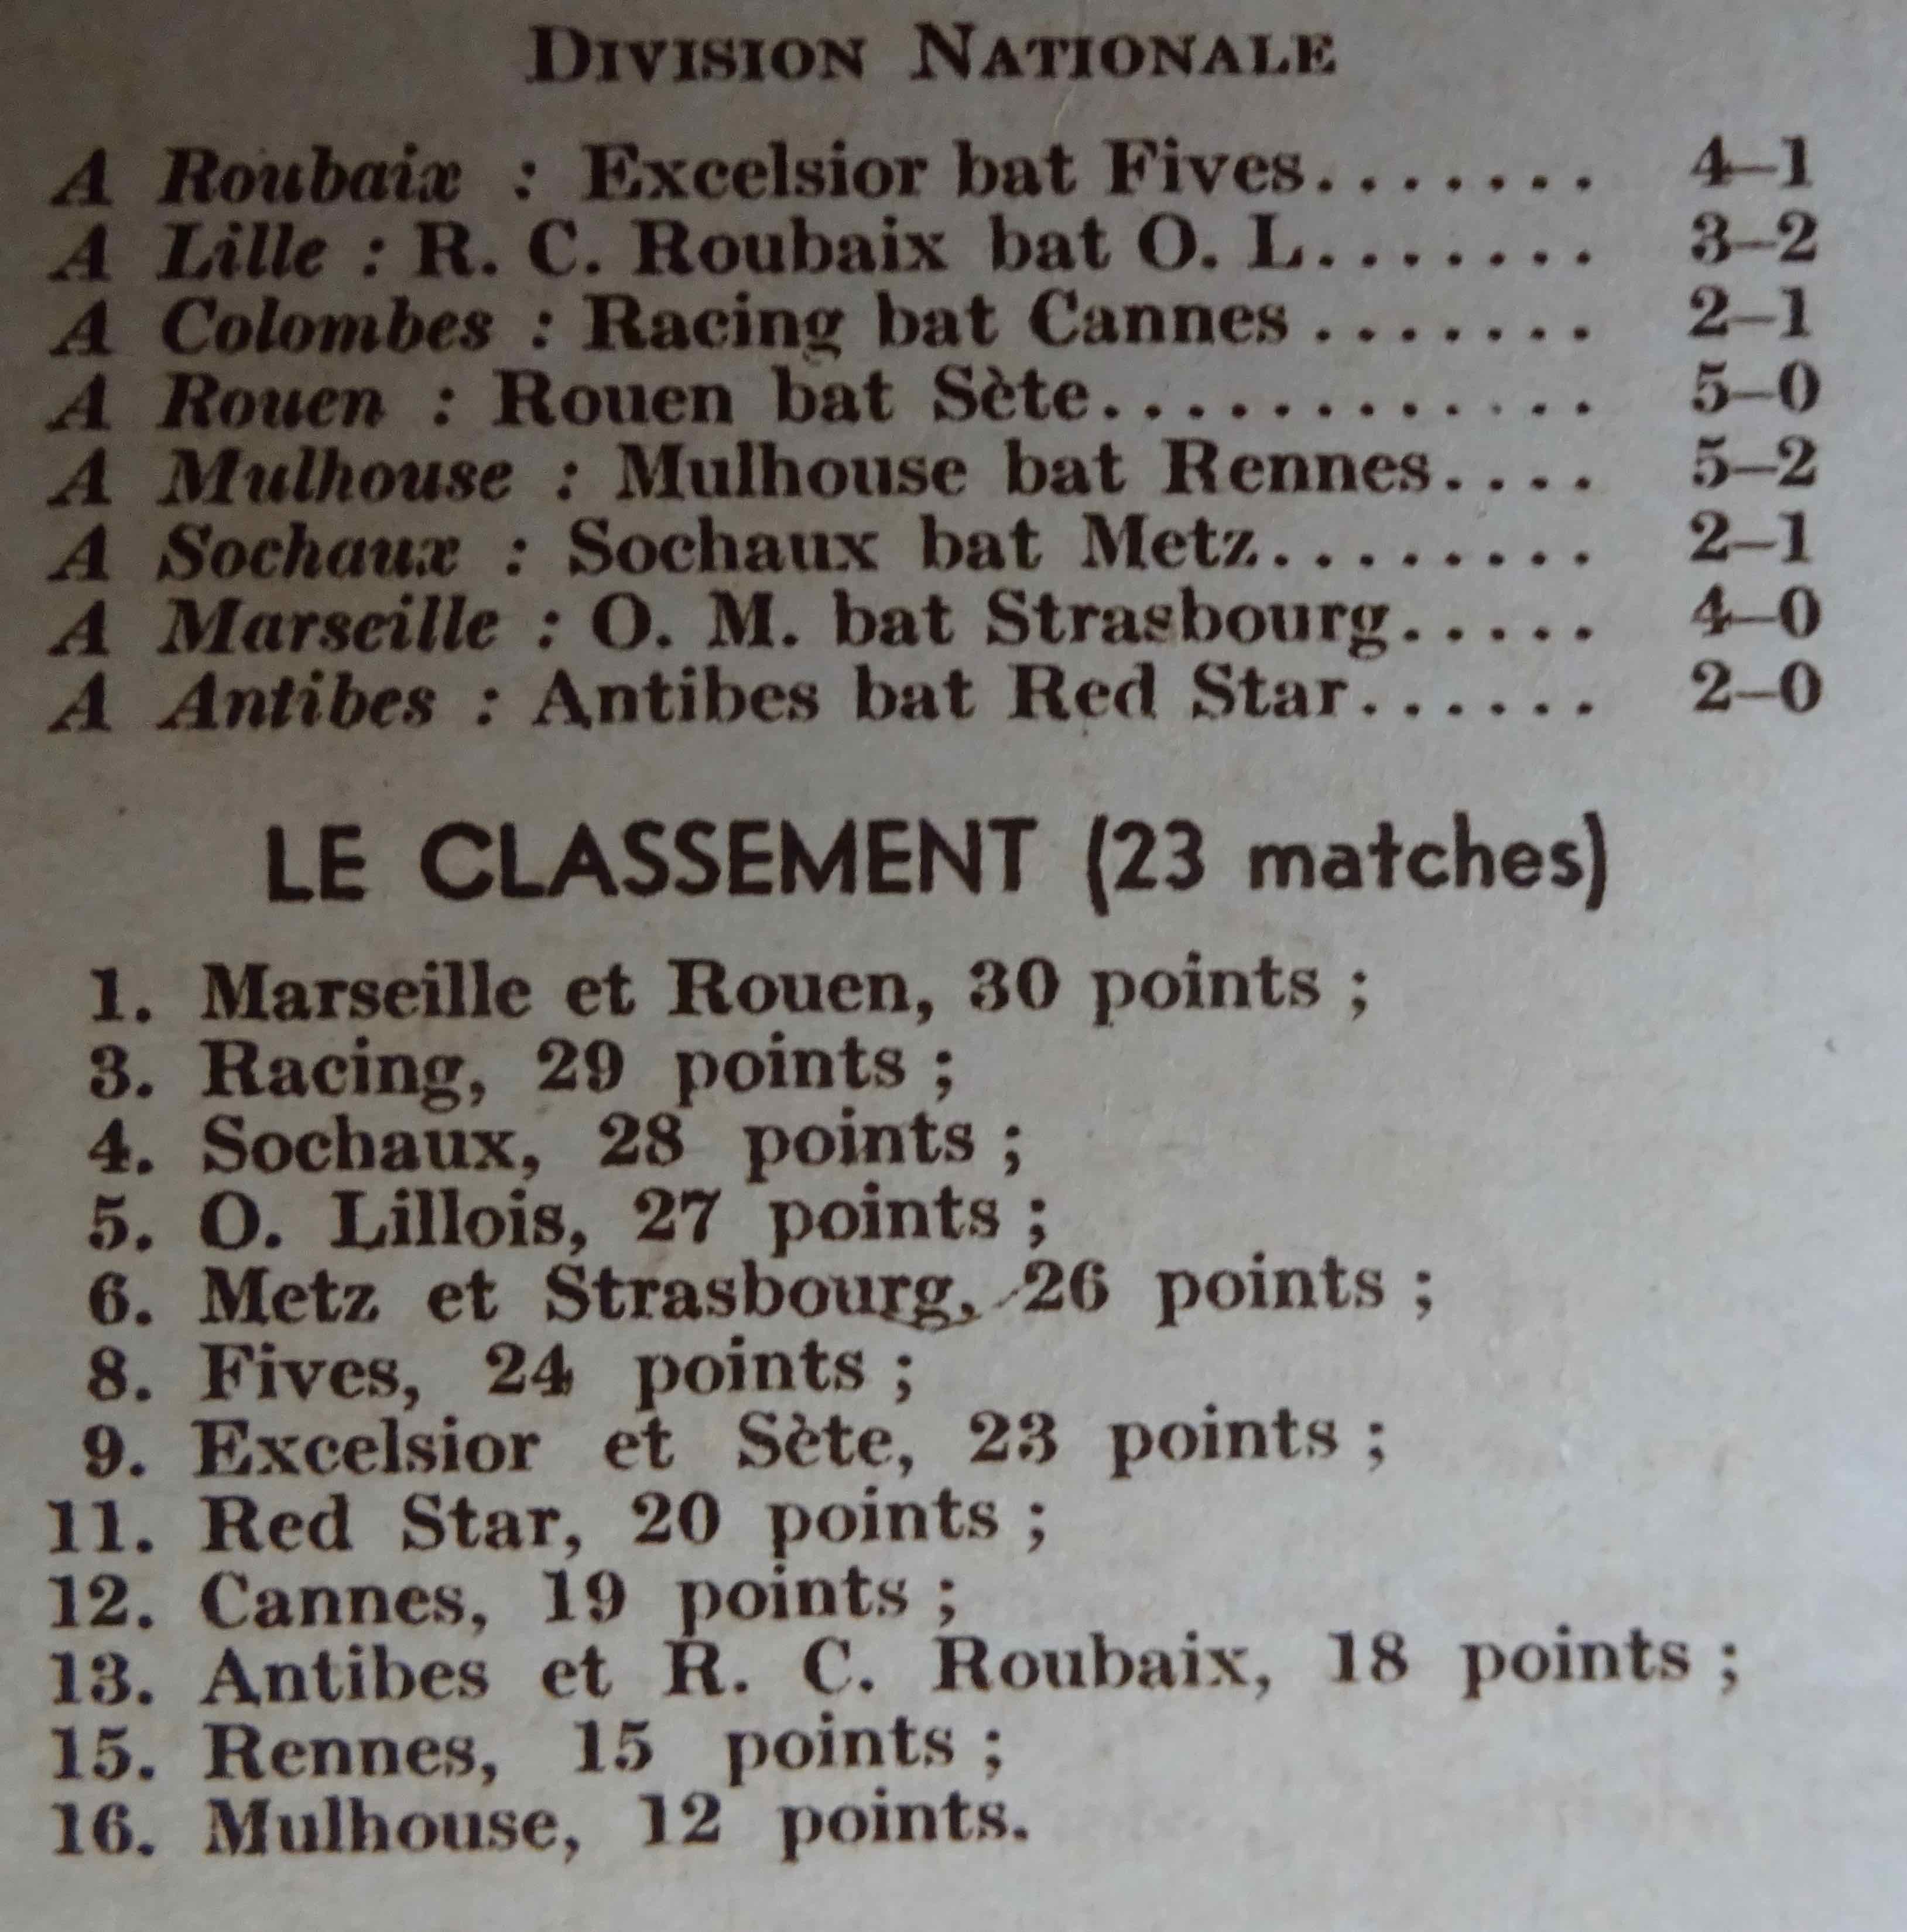 DIVISION NATIONALE
A Roubaix : Excelsior bat Fives........ 4–1
A Lille : R. C. Roubaix bat O. L........ 3–2
A Colombes : Racing bat Cannes ....... 2–1
A Rouen : Rouen bat Sète............. 5–0
A Mulhouse : Mulhouse bat Rennes.... 5–2
A Sochaux : Sochaux bat Metz......... 2–1
A Marseille : O. M. bat Strasbourg..... 4–0
A Antibes : Antibes bat Red Star...... 2–0
LE CLASSEMENT (23 matches)
1. Marseille et Rouen, 30 points ;
3. Racing, 29 points ;
4. Sochaux, 28 points ;
5. O. Lillois, 27 points ;
6. Metz et Strasbourg, 26 points ;
8. Fives, 24 points ;
9. Excelsior et Sète, 23 points ;
11. Red Star, 20 points ;
12. Cannes, 19 points ;
13. Antibes et R. C. Roubaix, 18 points ;
15. Rennes, 15 points ;
16. Mulhouse, 12 points.